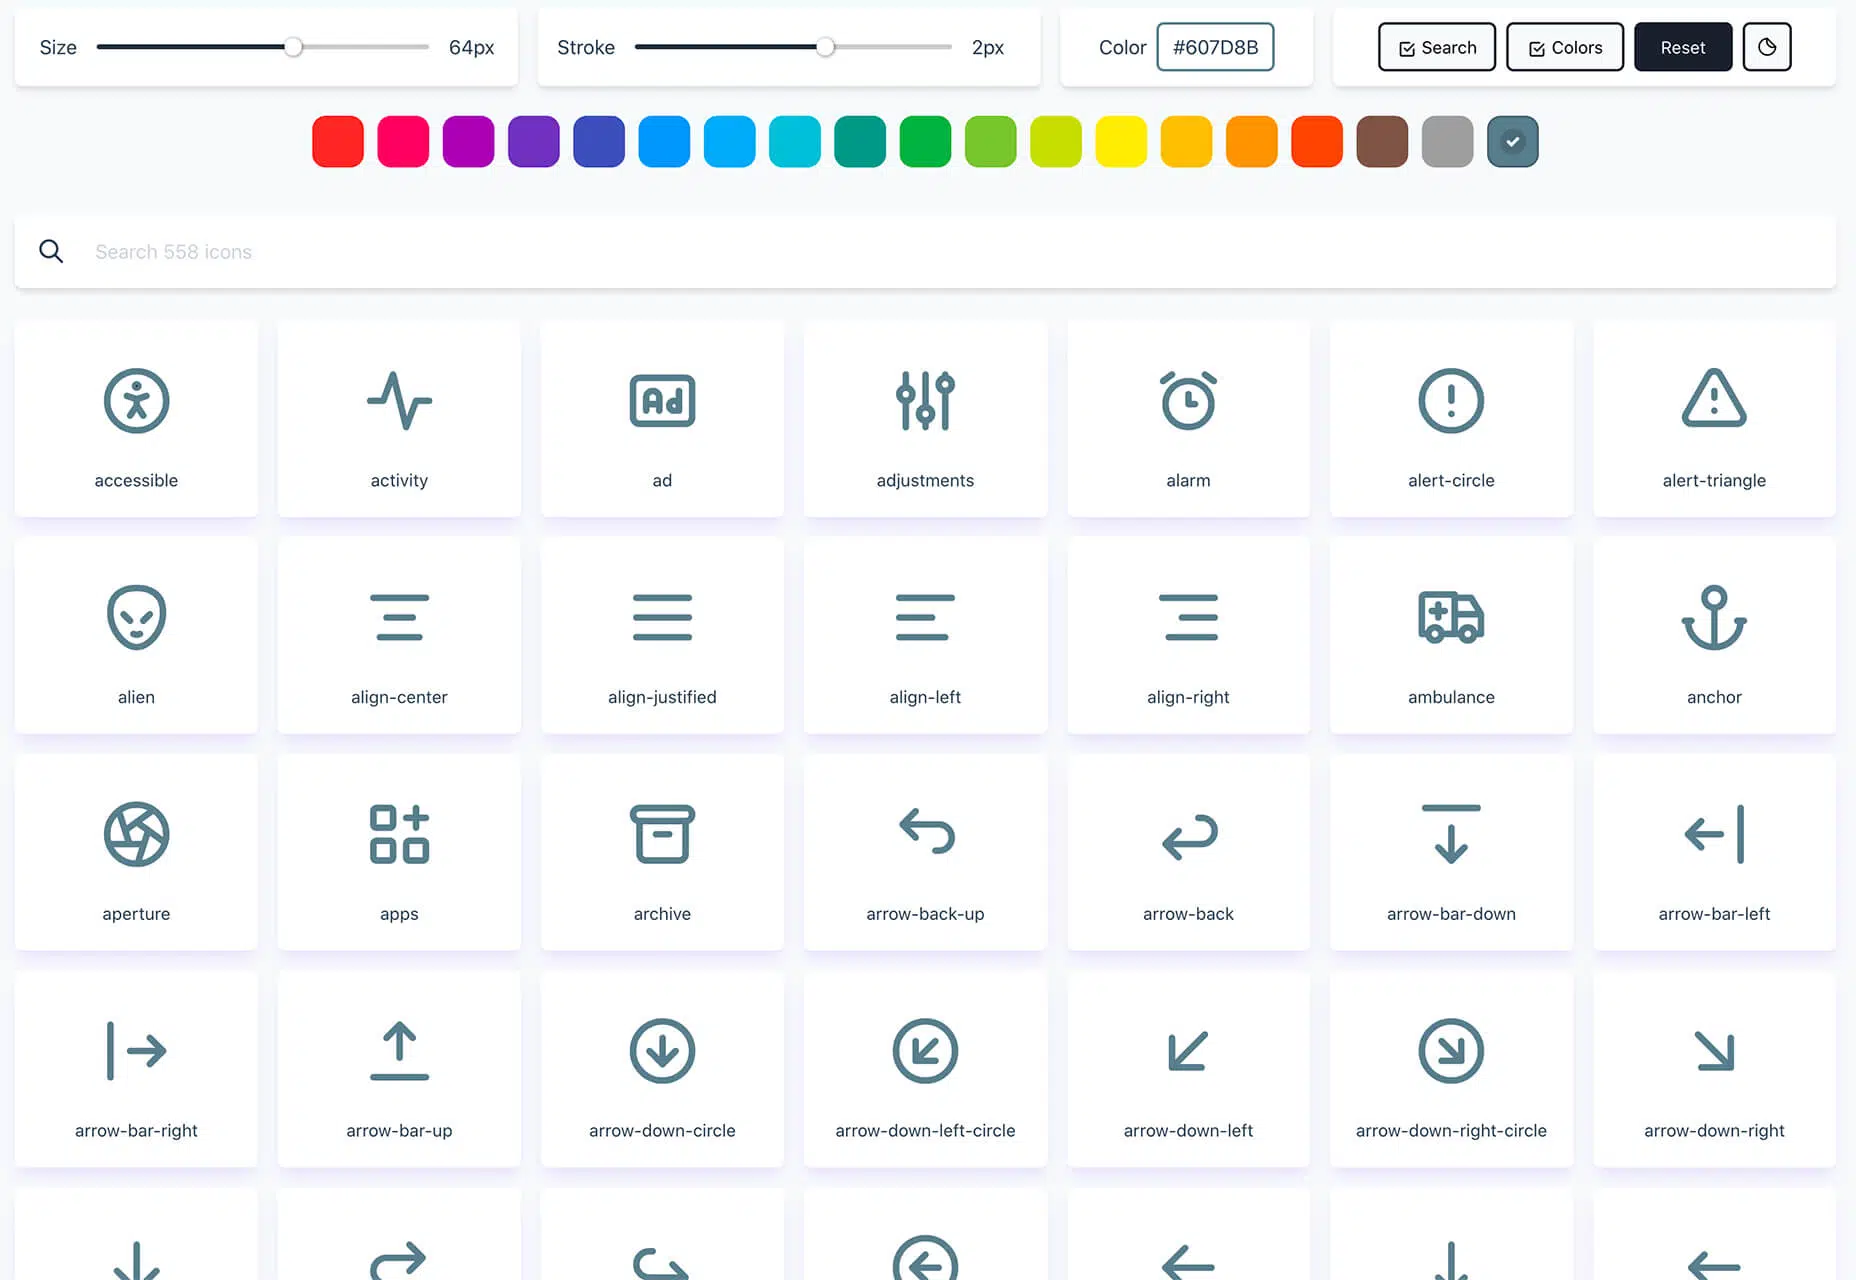 Size 64px Stroke 2px Color #607D8B Search Colors Reset
Search 558 icons
Ad
accessible activity ad adjustments alarm alert-circle alert-triangle
alien align-center align-justified align-left align-right ambulance anchor
aperture apps archive arrow-back-up arrow-back arrow-bar-down arrow-bar-left
arrow-bar-right arrow-bar-up arrow-down-circle arrow-down-left-circle arrow-down-left arrow-down-right-circle arrow-down-right